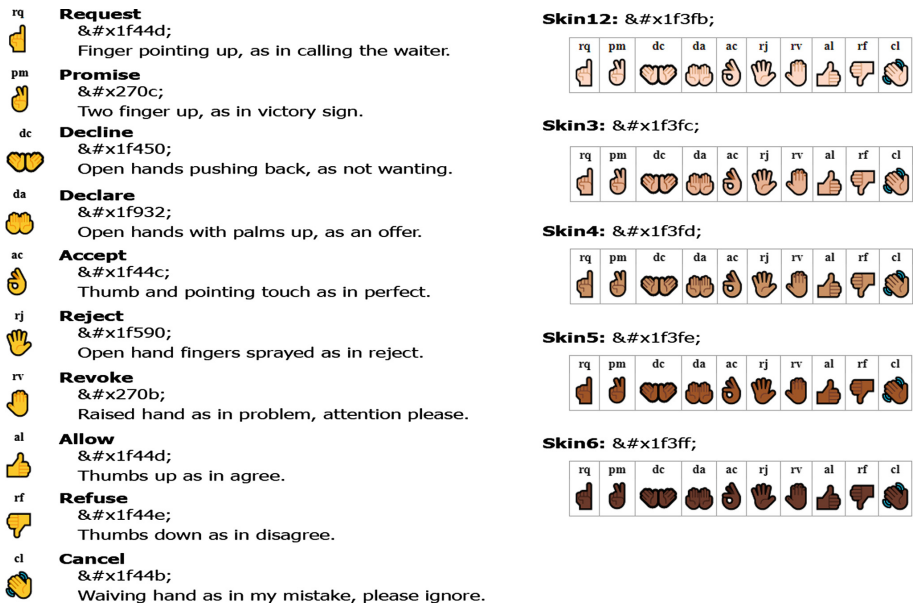 rq
Request
&#x1f44d;
Finger pointing up, as in calling the waiter.
pm
Promise
&#x270c;
Two finger up, as in victory sign.
dc
Decline
&#x1f450;
Open hands pushing back, as not wanting.
da
Declare
&#x1f932;
Open hands with palms up, as an offer.
ac
Accept
&#x1f44c;
Thumb and pointing touch as in perfect.
rj
Reject
&#x1f590;
Open hand fingers sprayed as in reject.
rv
Revoke
&#x270b;
Raised hand as in problem, attention please.
al
Allow
&#x1f44d;
Thumbs up as in agree.
rf
Refuse
&#x1f44e;
Thumbs down as in disagree.
cl
Cancel
&#x1f44b;
Waiving hand as in my mistake, please ignore.
Skin12: &#x1f3fb;
rq pm dc da ac rj rv al rf cl
Skin3: &#x1f3fc;
rq pm dc da ac rj rv al rf cl
Skin4: &#x1f3fd;
rq pm dc da ac rj rv al rf cl
Skin5: &#x1f3fe;
rq pm dc da ac rj rv al rf cl
Skin6: &#x1f3ff;
rq pm dc da ac rj rv al rf cl